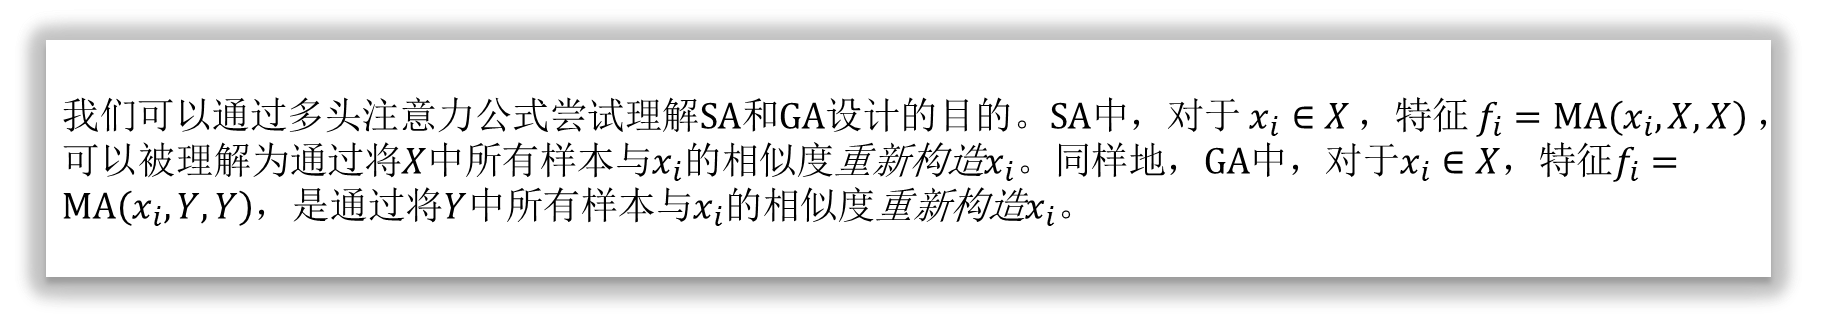 我们可以通过多头注意力公式尝试理解SA和GA设计的目的。SA中，对于 𝑥ᵢ ∈ 𝑋 ，特征 𝑓ᵢ = MA(𝑥ᵢ, 𝑋, 𝑋) ，
可以被理解为通过将𝑋中所有样本与𝑥ᵢ的相似度重新构造𝑥ᵢ。同样地，GA中，对于𝑥ᵢ ∈ 𝑋，特征𝑓ᵢ =
MA(𝑥ᵢ, 𝑌, 𝑌)，是通过将𝑌中所有样本与𝑥ᵢ的相似度重新构造𝑥ᵢ。